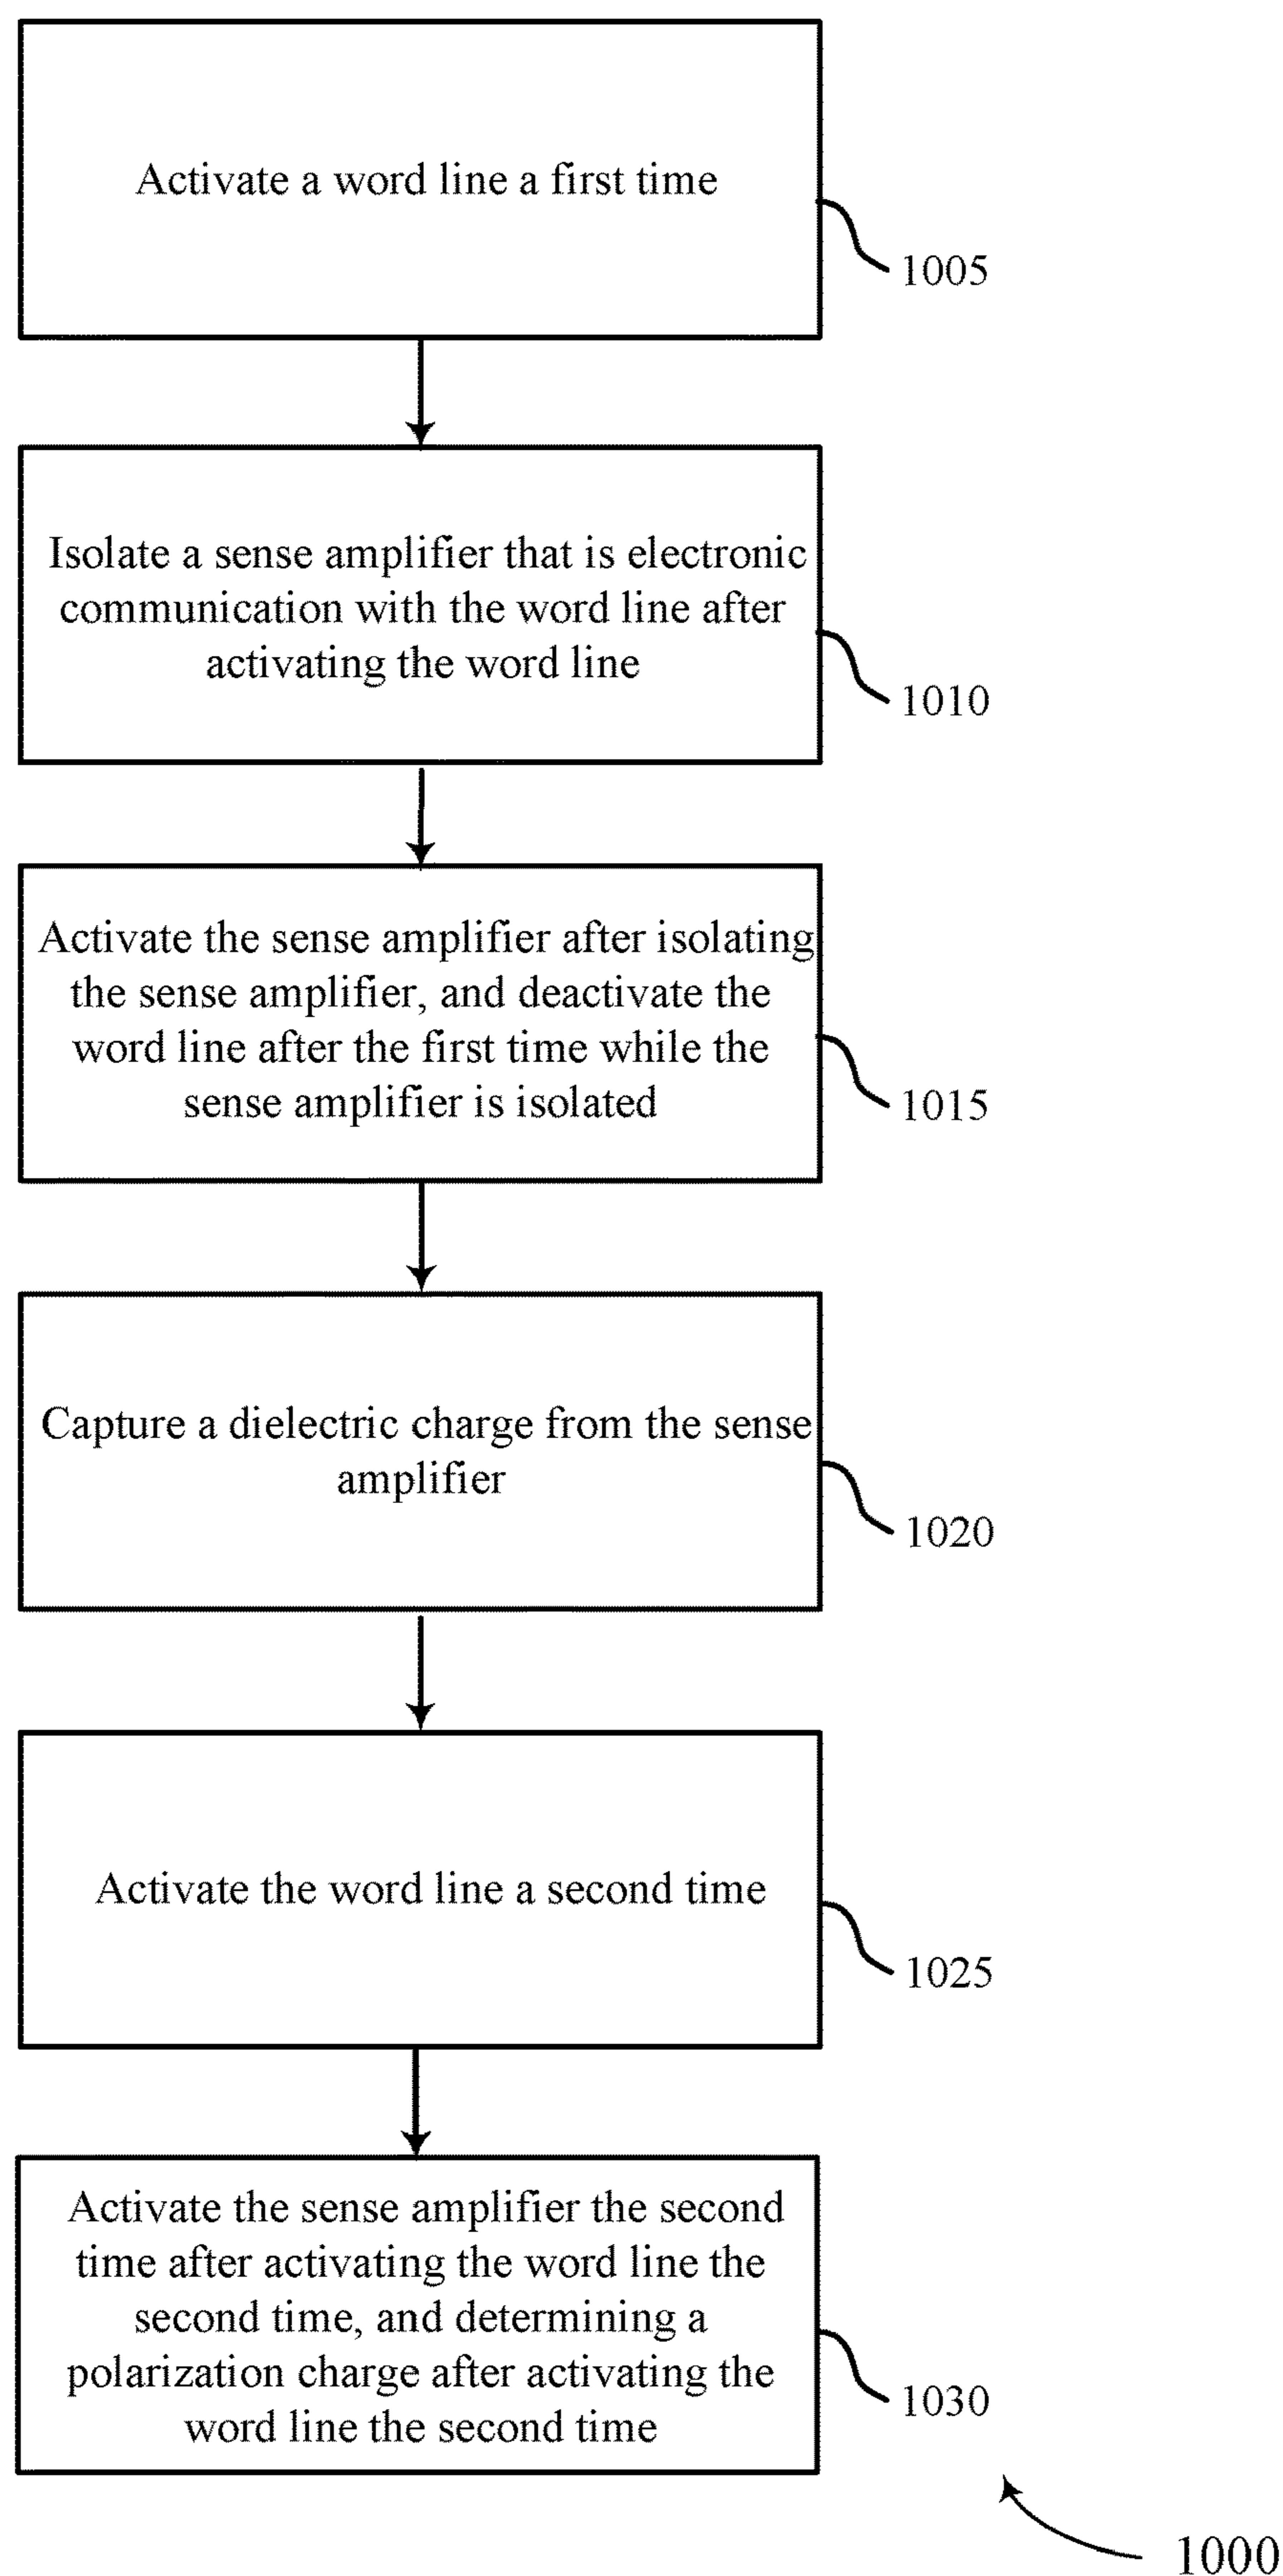 Activate a word line a first time
1005
Isolate a sense amplifier that is electronic
communication with the word line after
activating the word line
1010
Activate the sense amplifier after isolating
the sense amplifier, and deactivate the
word line after the first time while the
sense amplifier is isolated
1015
Capture a dielectric charge from the sense
amplifier
1020
Activate the word line a second time
1025
Activate the sense amplifier the second
time after activating the word line the
second time, and determining a
polarization charge after activating the
word line the second time
1030
1000